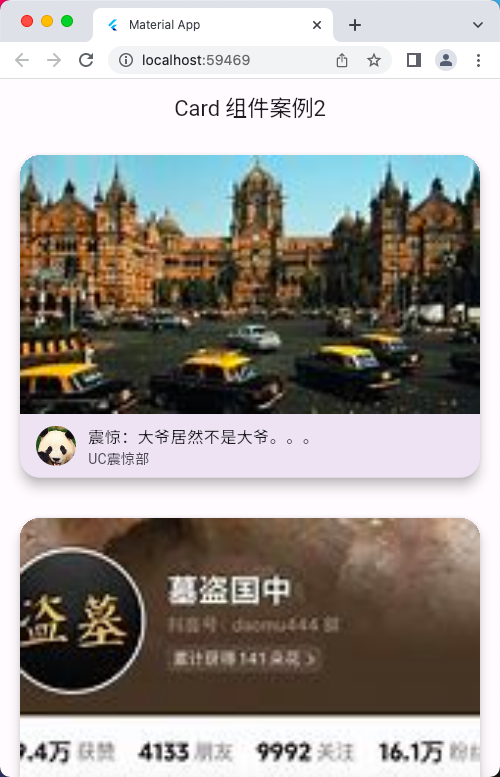 Material App
localhost:59469
Card 组件案例2
震惊：大爷居然不是大爷。。。
UC震惊部
盗墓
墓盗国中
抖音号：daomu444
累计获得 141 朵花 >
9.4万 获赞 4133 朋友 9992 关注 16.1万 粉丝